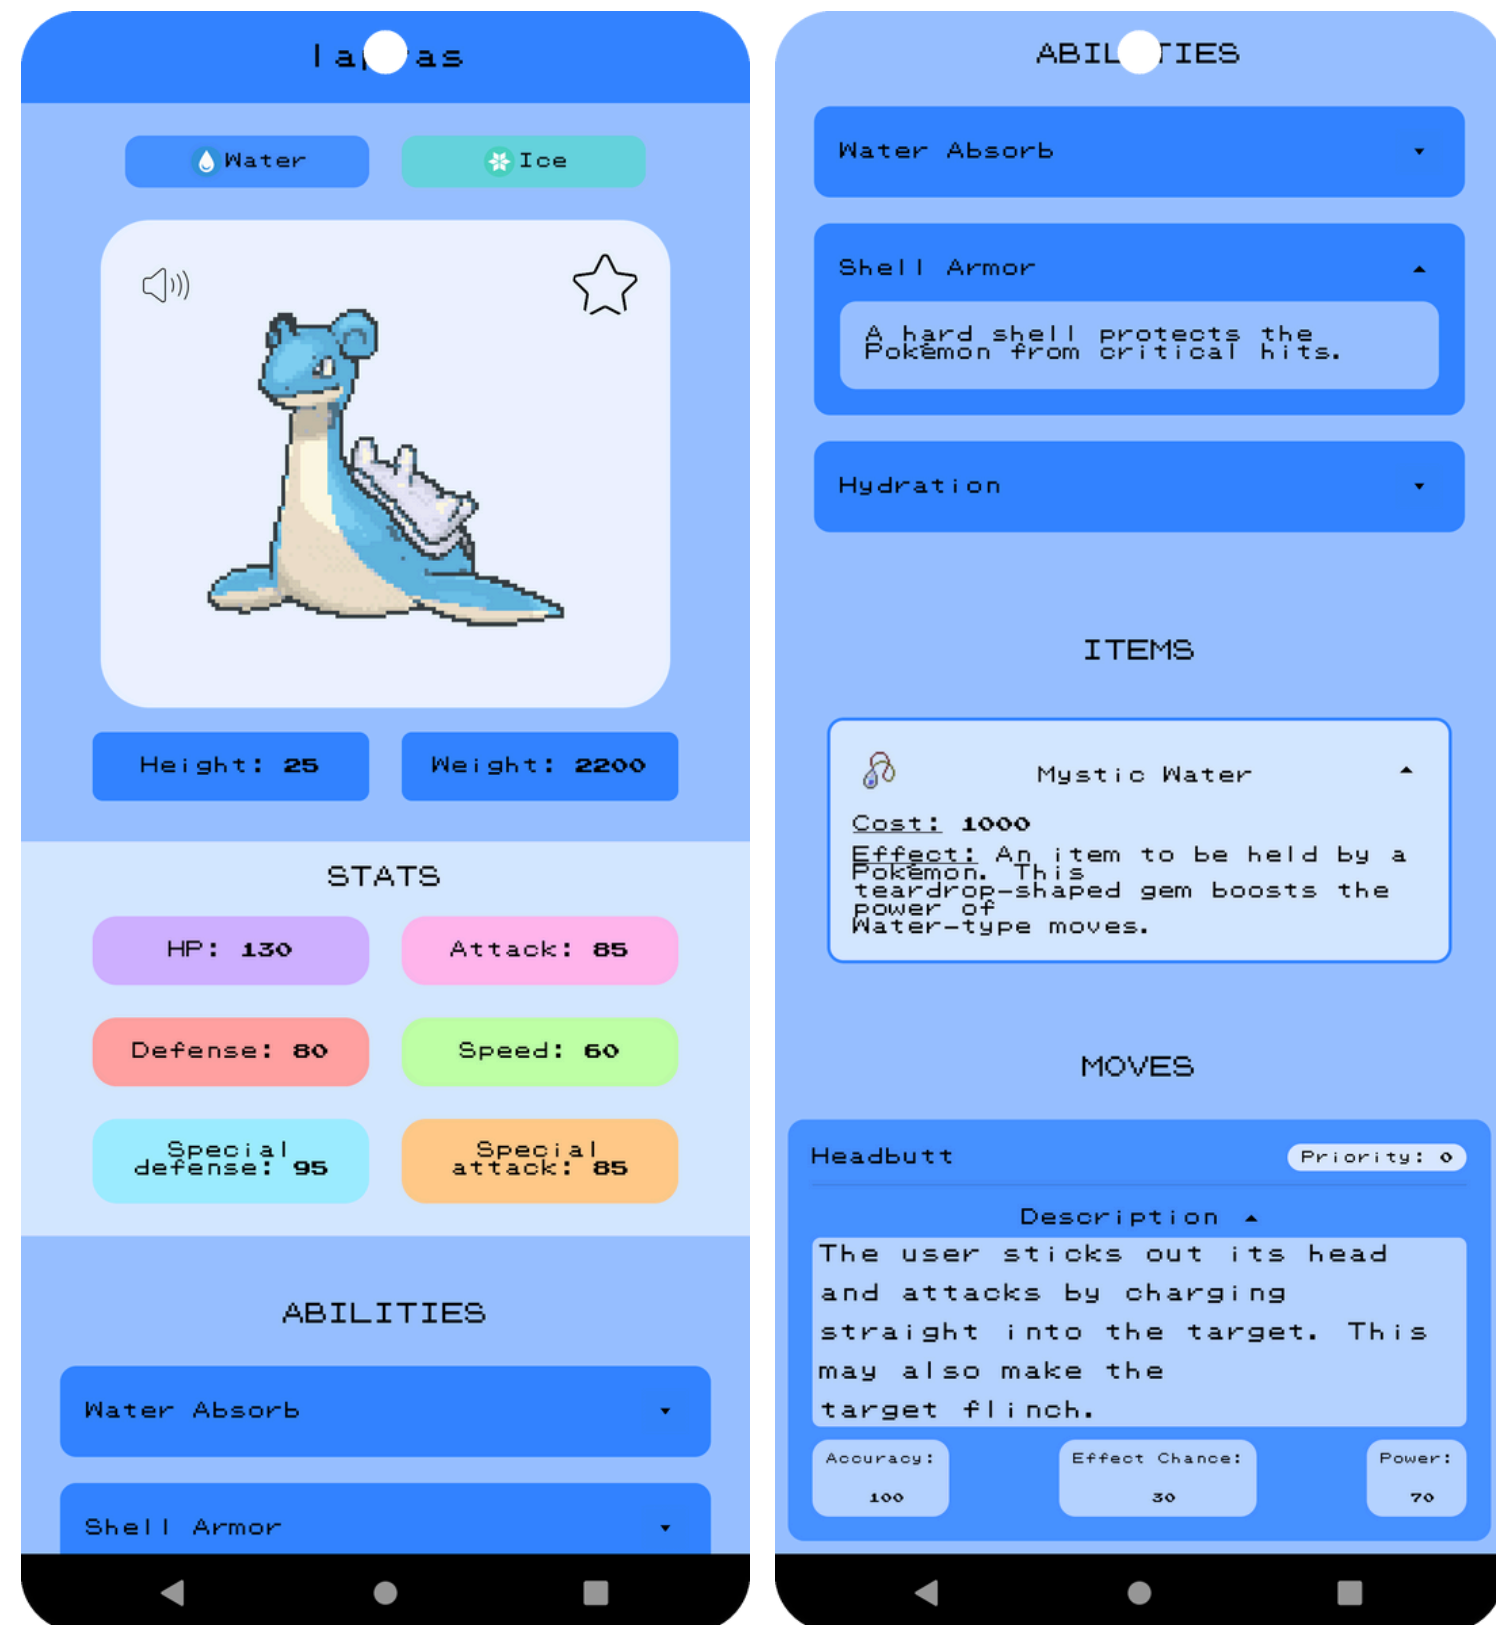 Water
Ice
Height: 25
Weight: 2200
STATS
HP: 130
Attack: 85
Defense: 80
Speed: 60
Special
defense: 95
Special
attack: 85
ABILITIES
Water Absorb
Shell Armor
Water Absorb
Shell Armor
A hard shell protects the
Pokémon from critical hits.
Hydration
ITEMS
Mystic Water
Cost: 1000
Effect: An item to be held by a
Pokémon. This
teardrop-shaped gem boosts the
power of
Water-type moves.
MOVES
Headbutt
Priority: 0
Description
The user sticks out its head
and attacks by charging
straight into the target. This
may also make the
target flinch.
Accuracy:
100
Effect Chance:
30
Power:
70